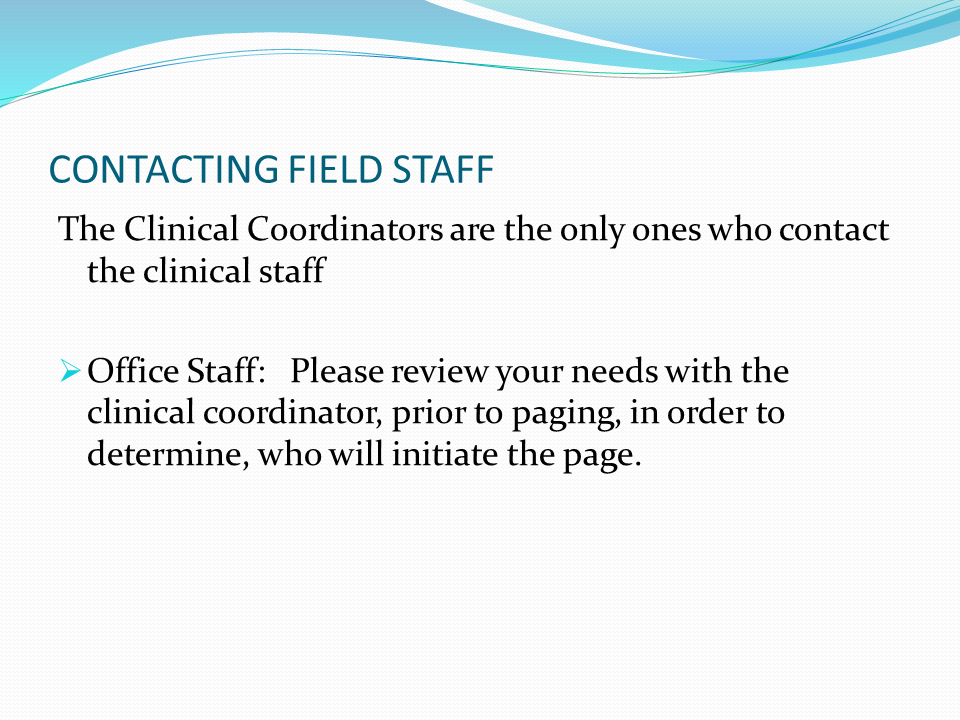 CONTACTING FIELD STAFF
The Clinical Coordinators are the only ones who contact
the clinical staff
Office Staff: Please review your needs with the
clinical coordinator, prior to paging, in order to
determine, who will initiate the page.